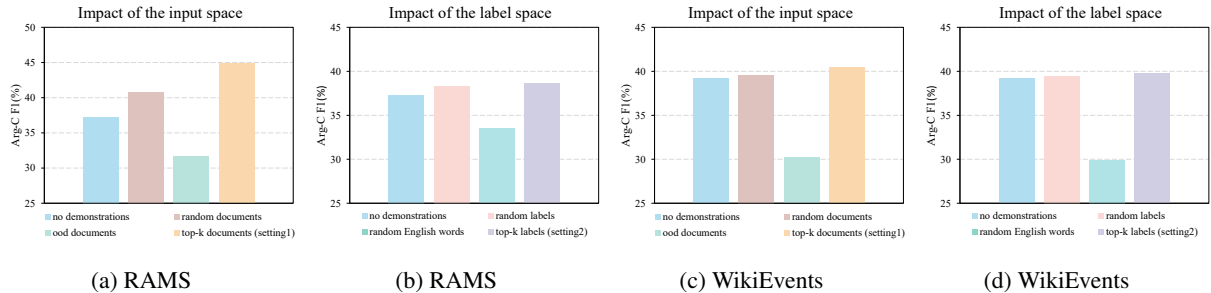 Impact of the input space
Arg-C F1(%)
50
45
40
35
30
25
no demonstrations
random documents
ood documents
top-k documents (setting1)
(a) RAMS
Impact of the label space
Arg-C F1(%)
45
40
35
30
25
no demonstrations
random labels
random English words
top-k labels (setting2)
(b) RAMS
Impact of the input space
Arg-C F1(%)
45
40
35
30
25
no demonstrations
random documents
ood documents
top-k documents (setting1)
(c) WikiEvents
Impact of the label space
Arg-C F1(%)
45
40
35
30
25
no demonstrations
random labels
random English words
top-k labels (setting2)
(d) WikiEvents